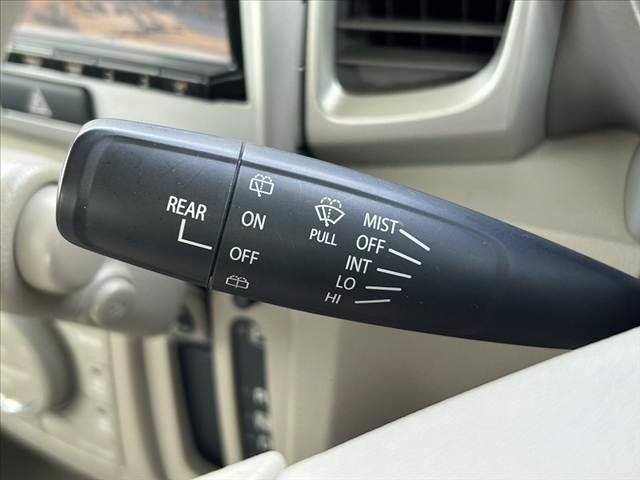 REAR
ON
OFF
PULL
MIST
OFF
INT
LO
HI